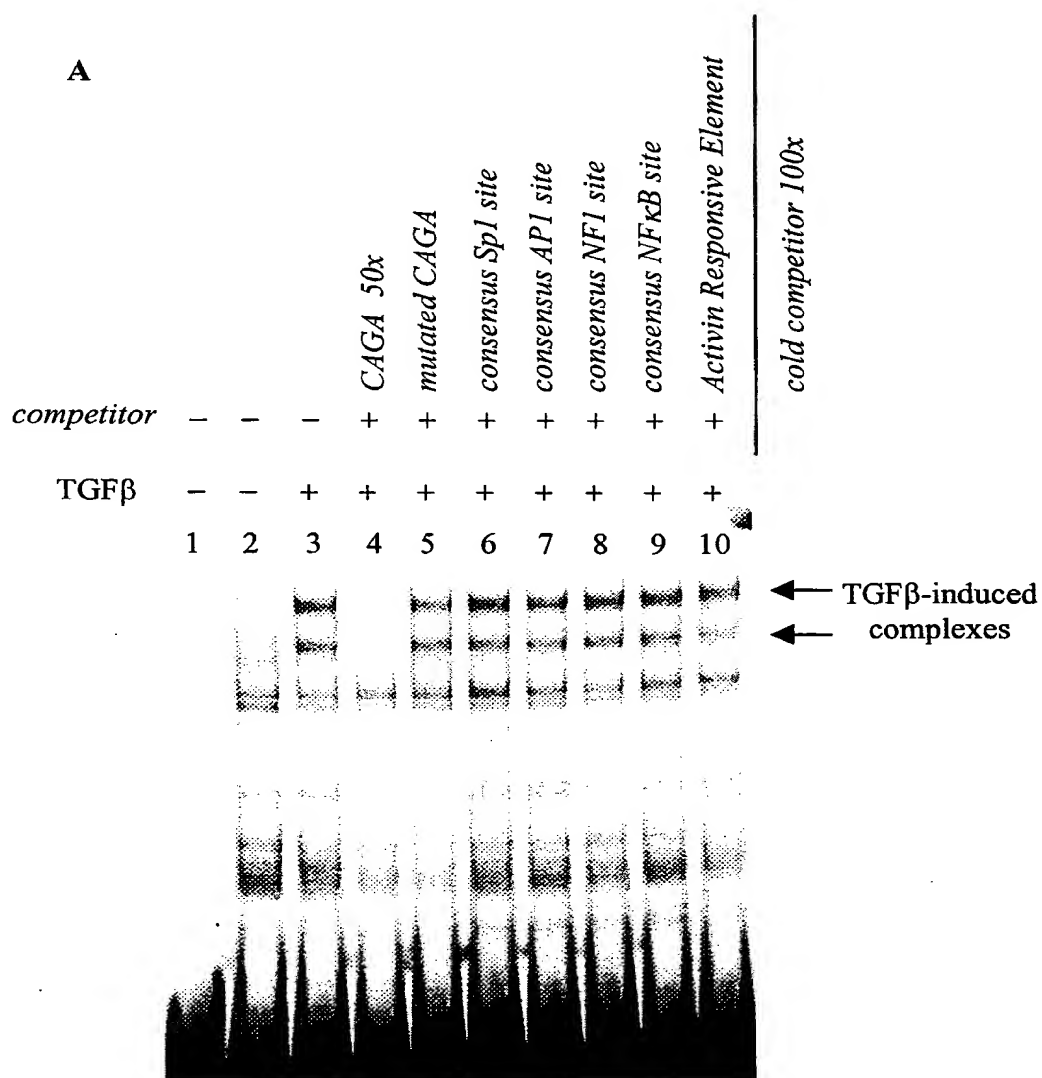 A
CAGA 50x
mutated CAGA
consensus Sp1 site
consensus AP1 site
consensus NF1 site
consensus NFκB site
Activin Responsive Element
cold competitor 100x
competitor – – – + + + + + + +
TGFβ – – + + + + + + + +
1 2 3 4 5 6 7 8 9 10
TGFβ-induced
complexes